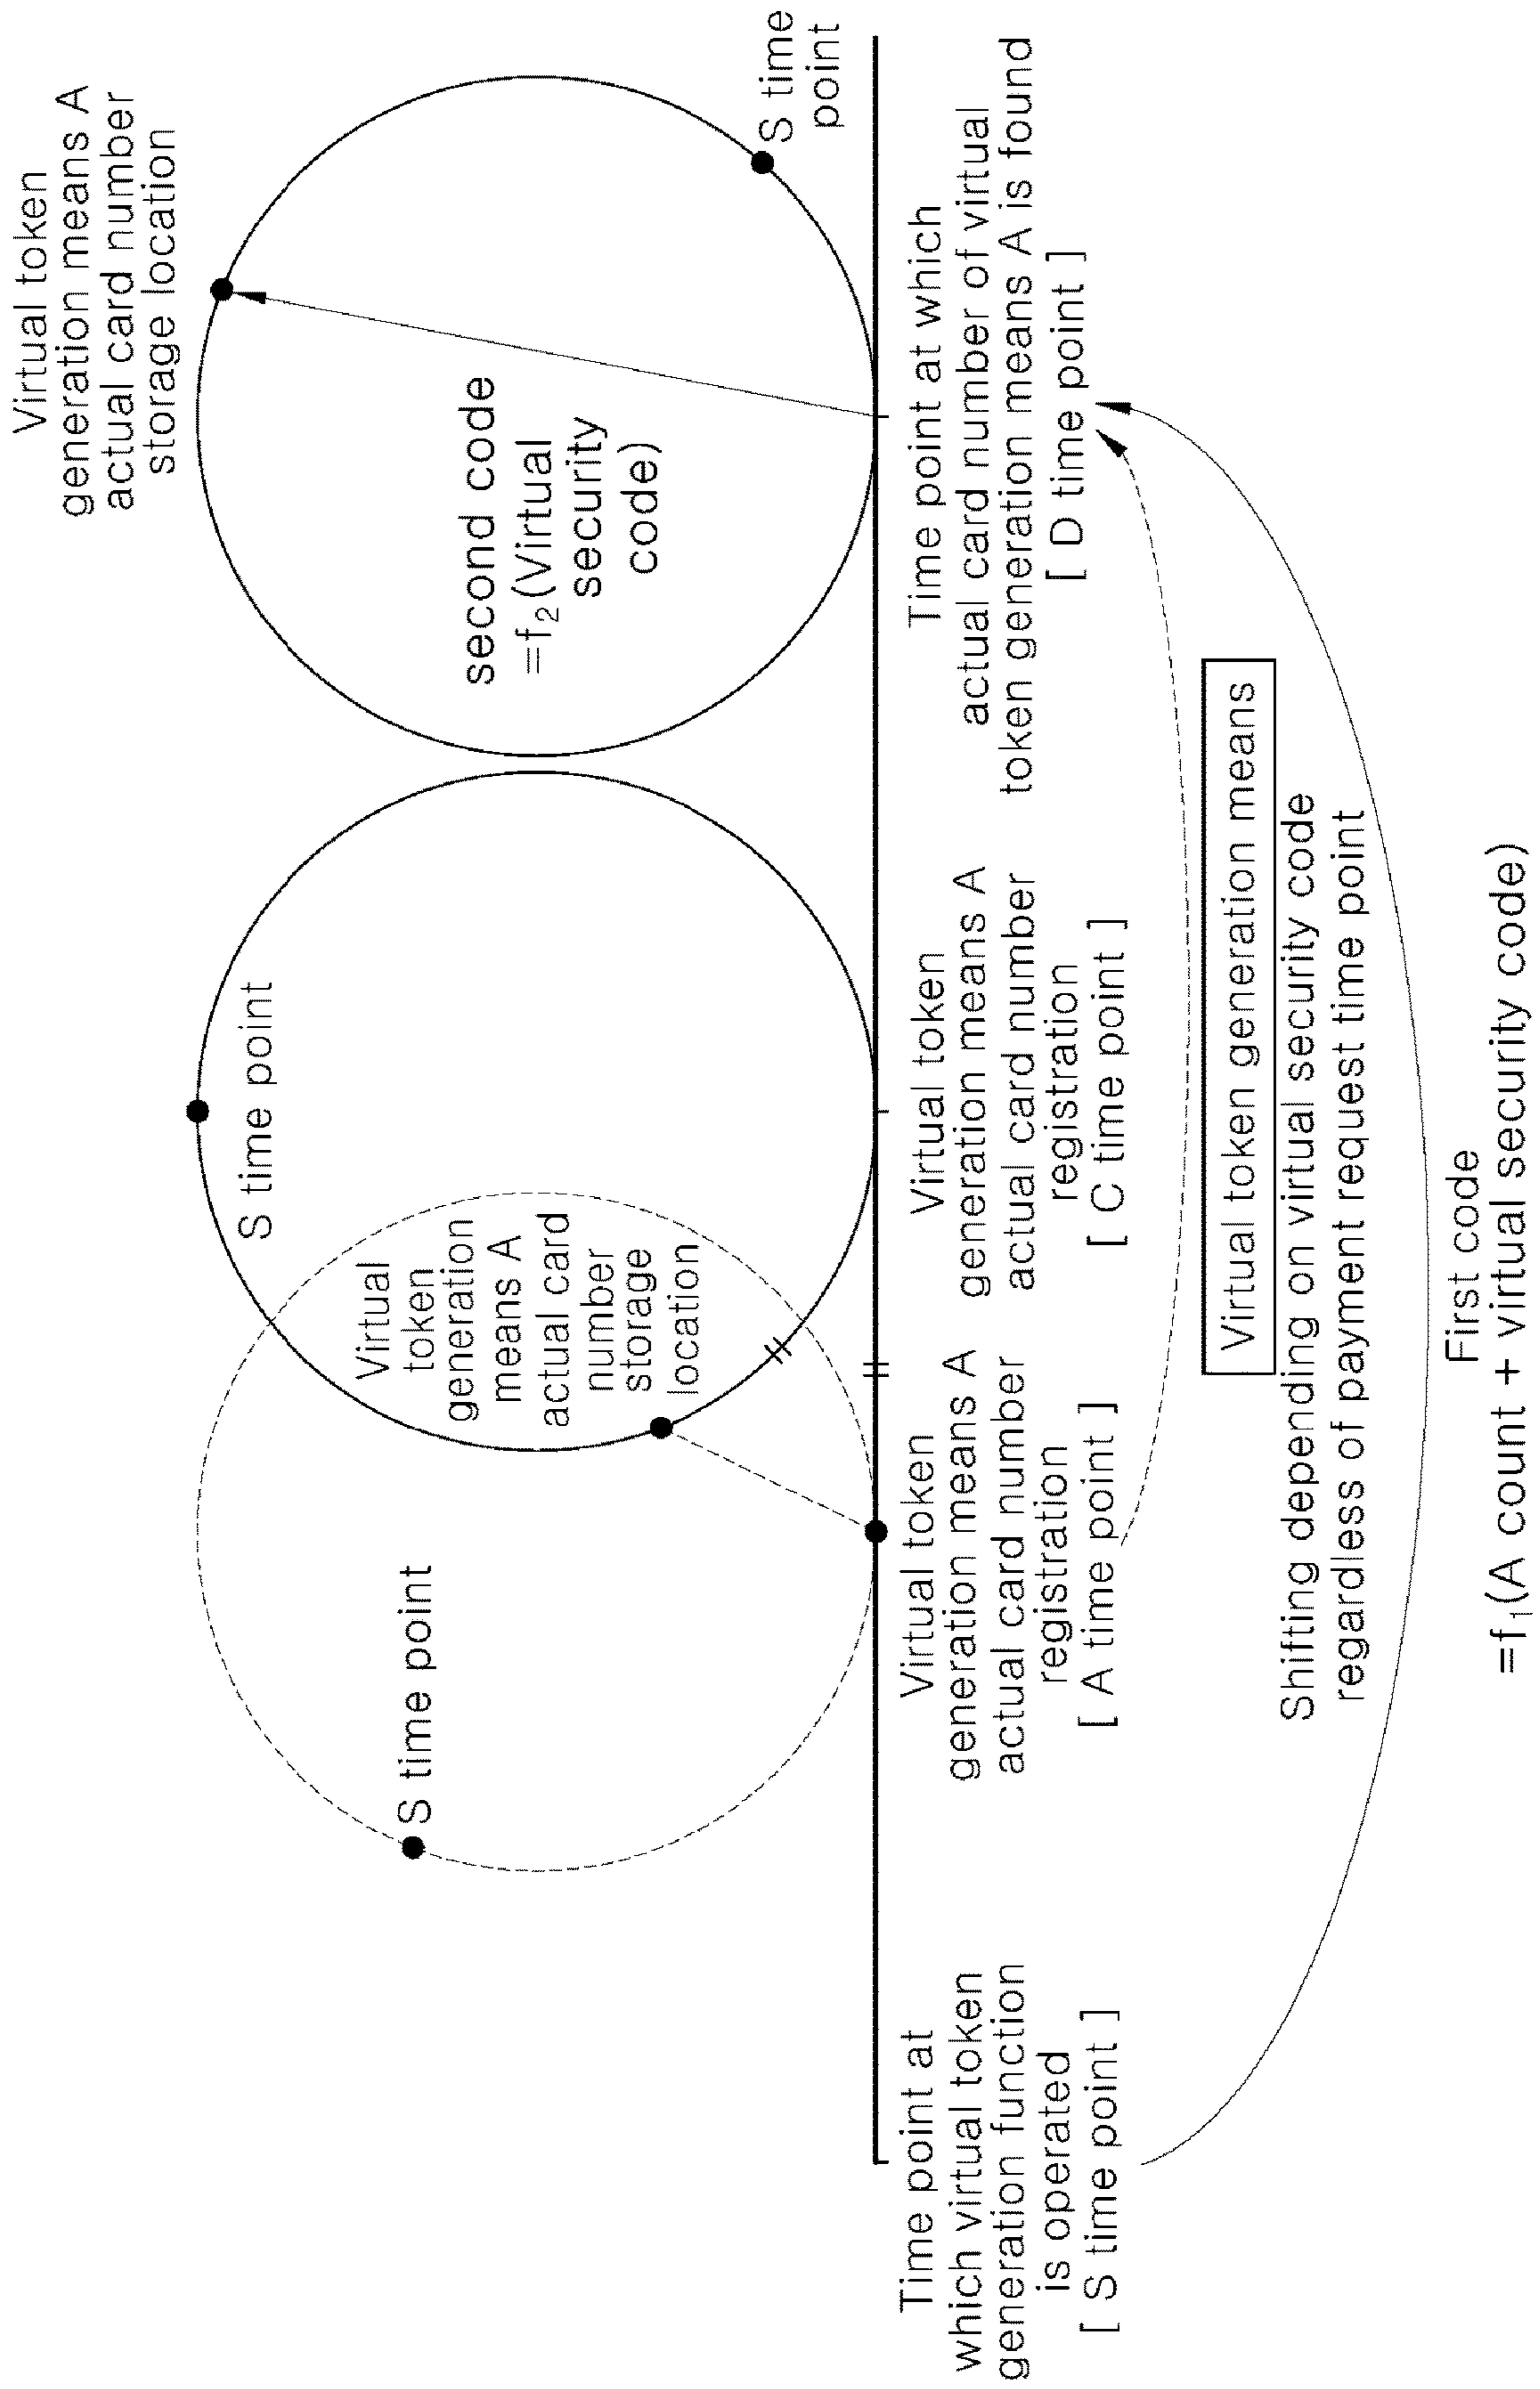 Virtual token
generation means A
actual card number
storage location
S time point
S time point
Virtual
token
generation
means A
actual card
number
storage
location
second code
=f₂(Virtual
security
code)
S time
point
Time point at
which virtual token
generation function
is operated
[ S time point ]
Virtual token
generation means A
actual card number
registration
[ A time point ]
Virtual token
generation means A
actual card number
registration
[ C time point ]
Time point at which
actual card number of virtual
token generation means A is found
[ D time point ]
Virtual token generation means
Shifting depending on virtual security code
regardless of payment request time point
First code
=f₁(A count + virtual security code)